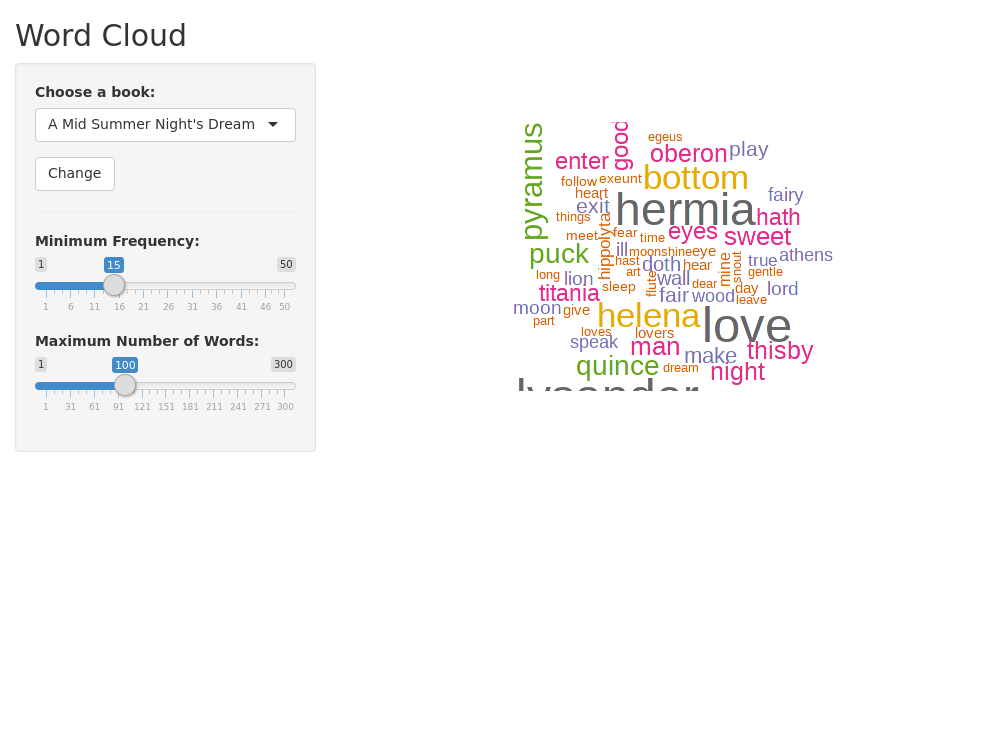 Word Cloud
Choose a book:
A Mid Summer Night's Dream
Change
Minimum Frequency:
1 15 50
1 6 11 16 21 26 31 36 41 46 50
Maximum Number of Words:
1 100 300
1 31 61 91 121 151 181 211 241 271 300
pyramus
good
egeus
enter
oberon
play
follow
exeunt
bottom
heart
exit
hermia
fairy
things
hath
meet
fear
time
eyes
sweet
puck
hippolyta
ill
moonshine
eye
true
athens
hast
doth
hear
mine
snout
long
lion
art
wall
gentle
sleep
flute
dear
day
lord
titania
fair
wood
leave
moon
give
helena
love
part
loves
lovers
speak
man
make
thisby
quince
dream
night
lysander